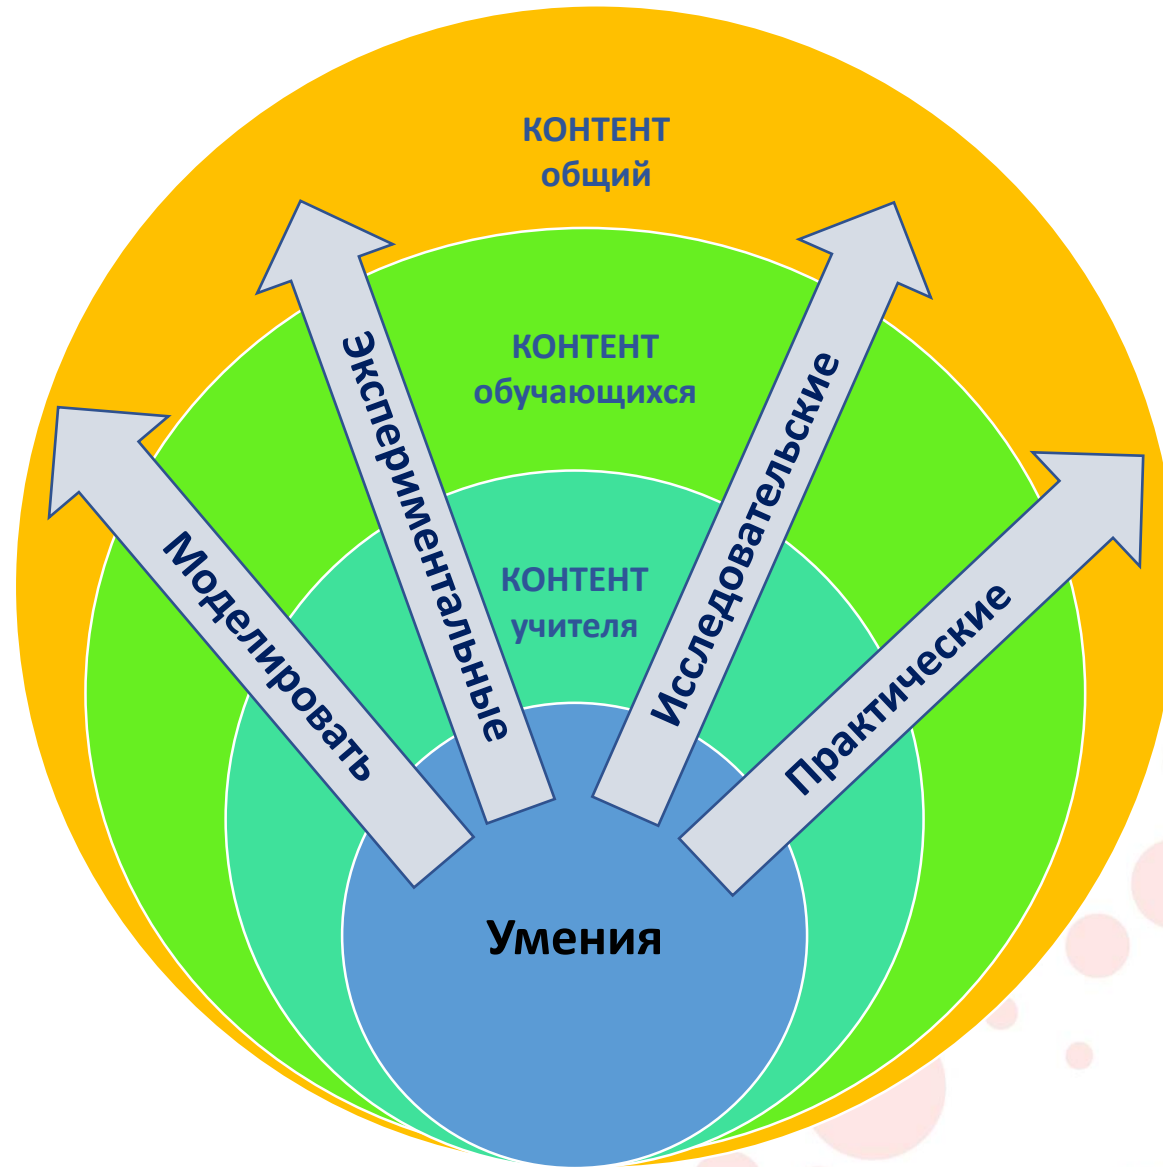 КОНТЕНТ
общий
КОНТЕНТ
обучающихся
КОНТЕНТ
учителя
Моделировать
Экспериментальные
Исследовательские
Практические
Умения